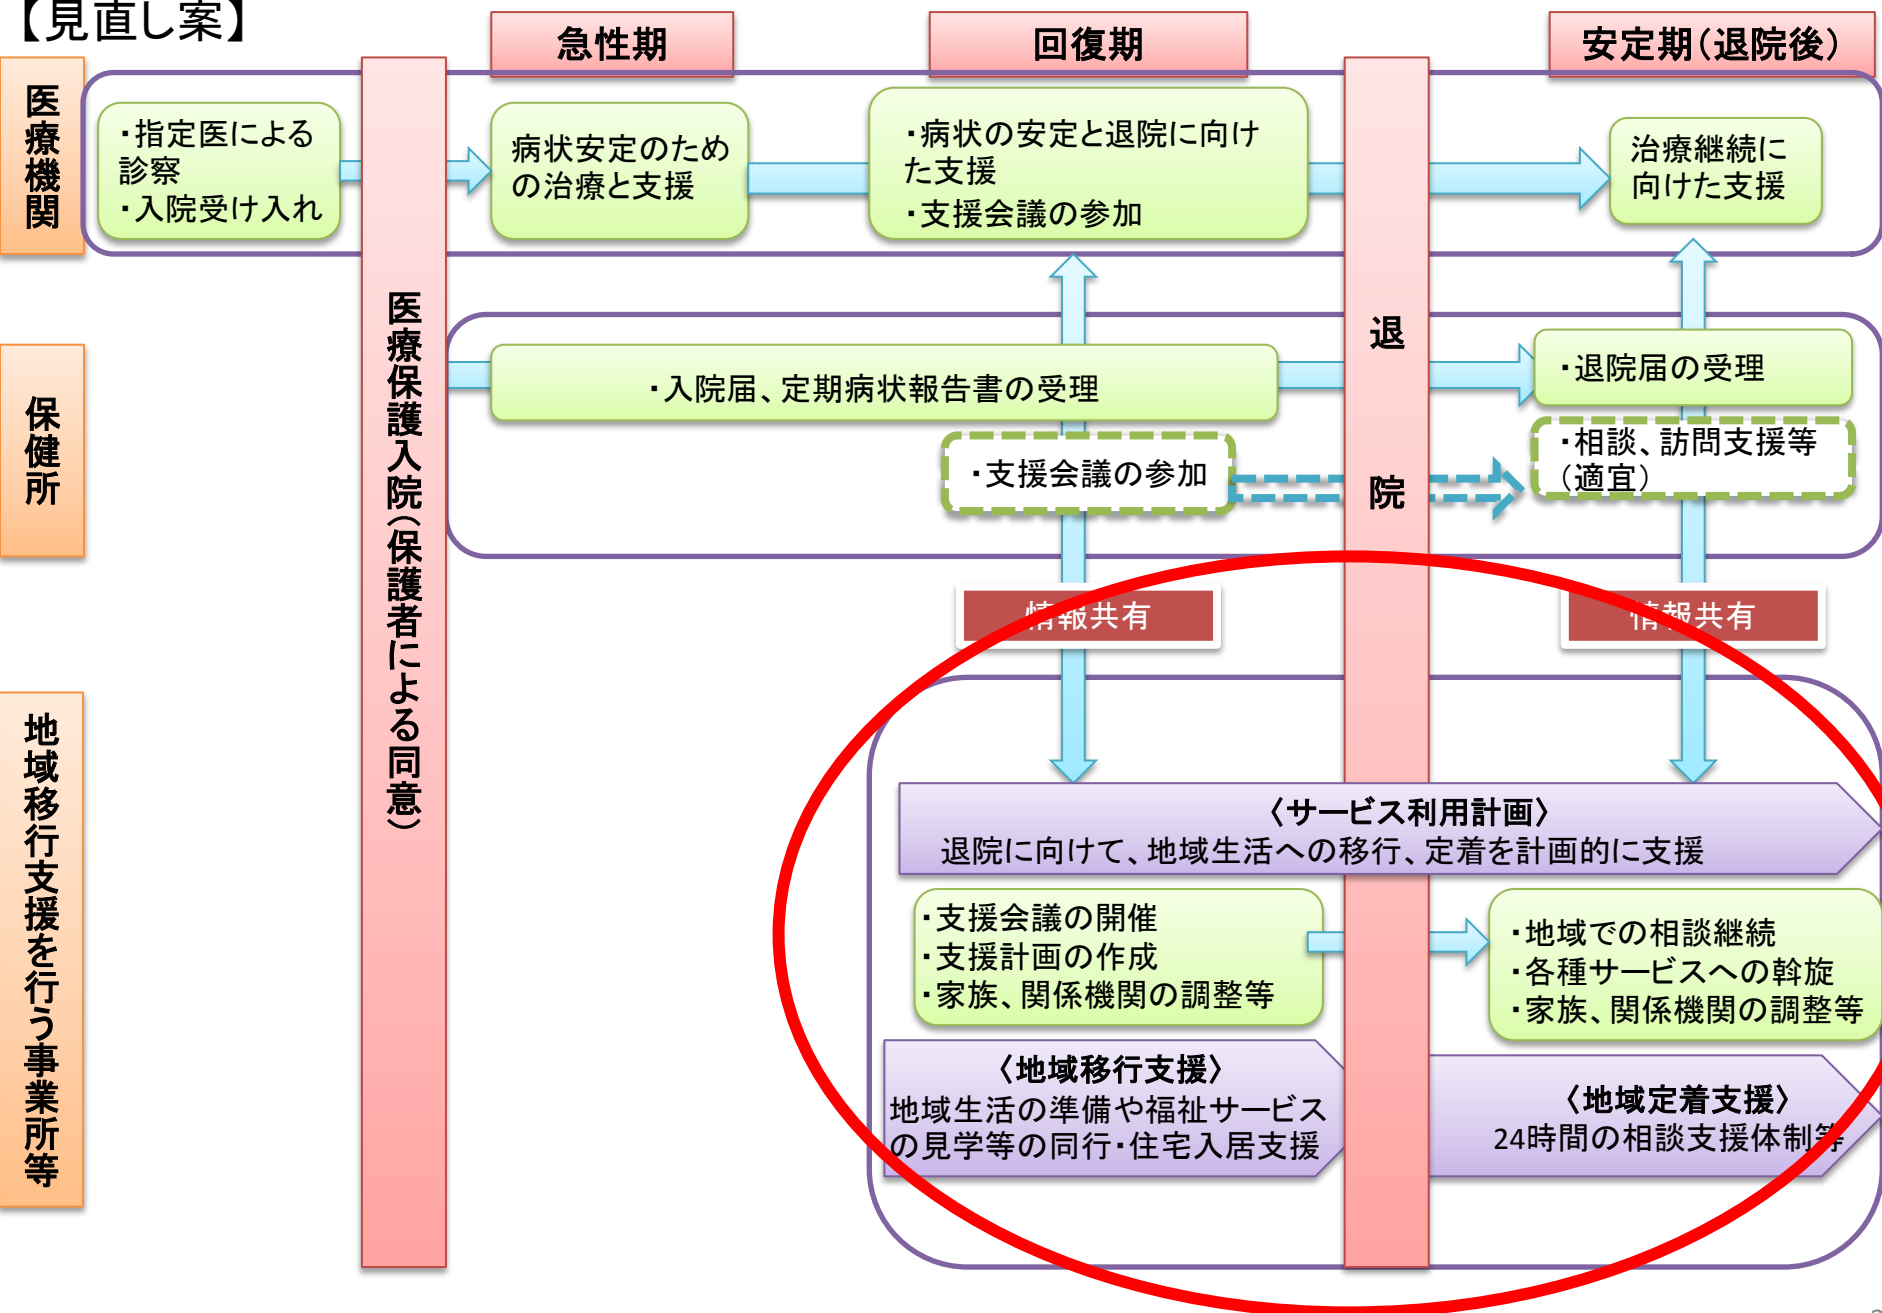 【見直し案】
急性期
回復期
安定期（退院後）
医療機関
・指定医による
診察
・入院受け入れ
病状安定のため
の治療と支援
・病状の安定と退院に向け
た支援
・支援会議の参加
治療継続に
向けた支援
医療保護入院（保護者による同意）
退院
保健所
・入院届、定期病状報告書の受理
・退院届の受理
・支援会議の参加
・相談、訪問支援等
（適宜）
情報共有
情報共有
地域移行支援を行う事業所等
〈サービス利用計画〉
退院に向けて、地域生活への移行、定着を計画的に支援
・支援会議の開催
・支援計画の作成
・家族、関係機関の調整等
・地域での相談継続
・各種サービスへの斡旋
・家族、関係機関の調整等
〈地域移行支援〉
地域生活の準備や福祉サービス
の見学等の同行・住宅入居支援
〈地域定着支援〉
24時間の相談支援体制等